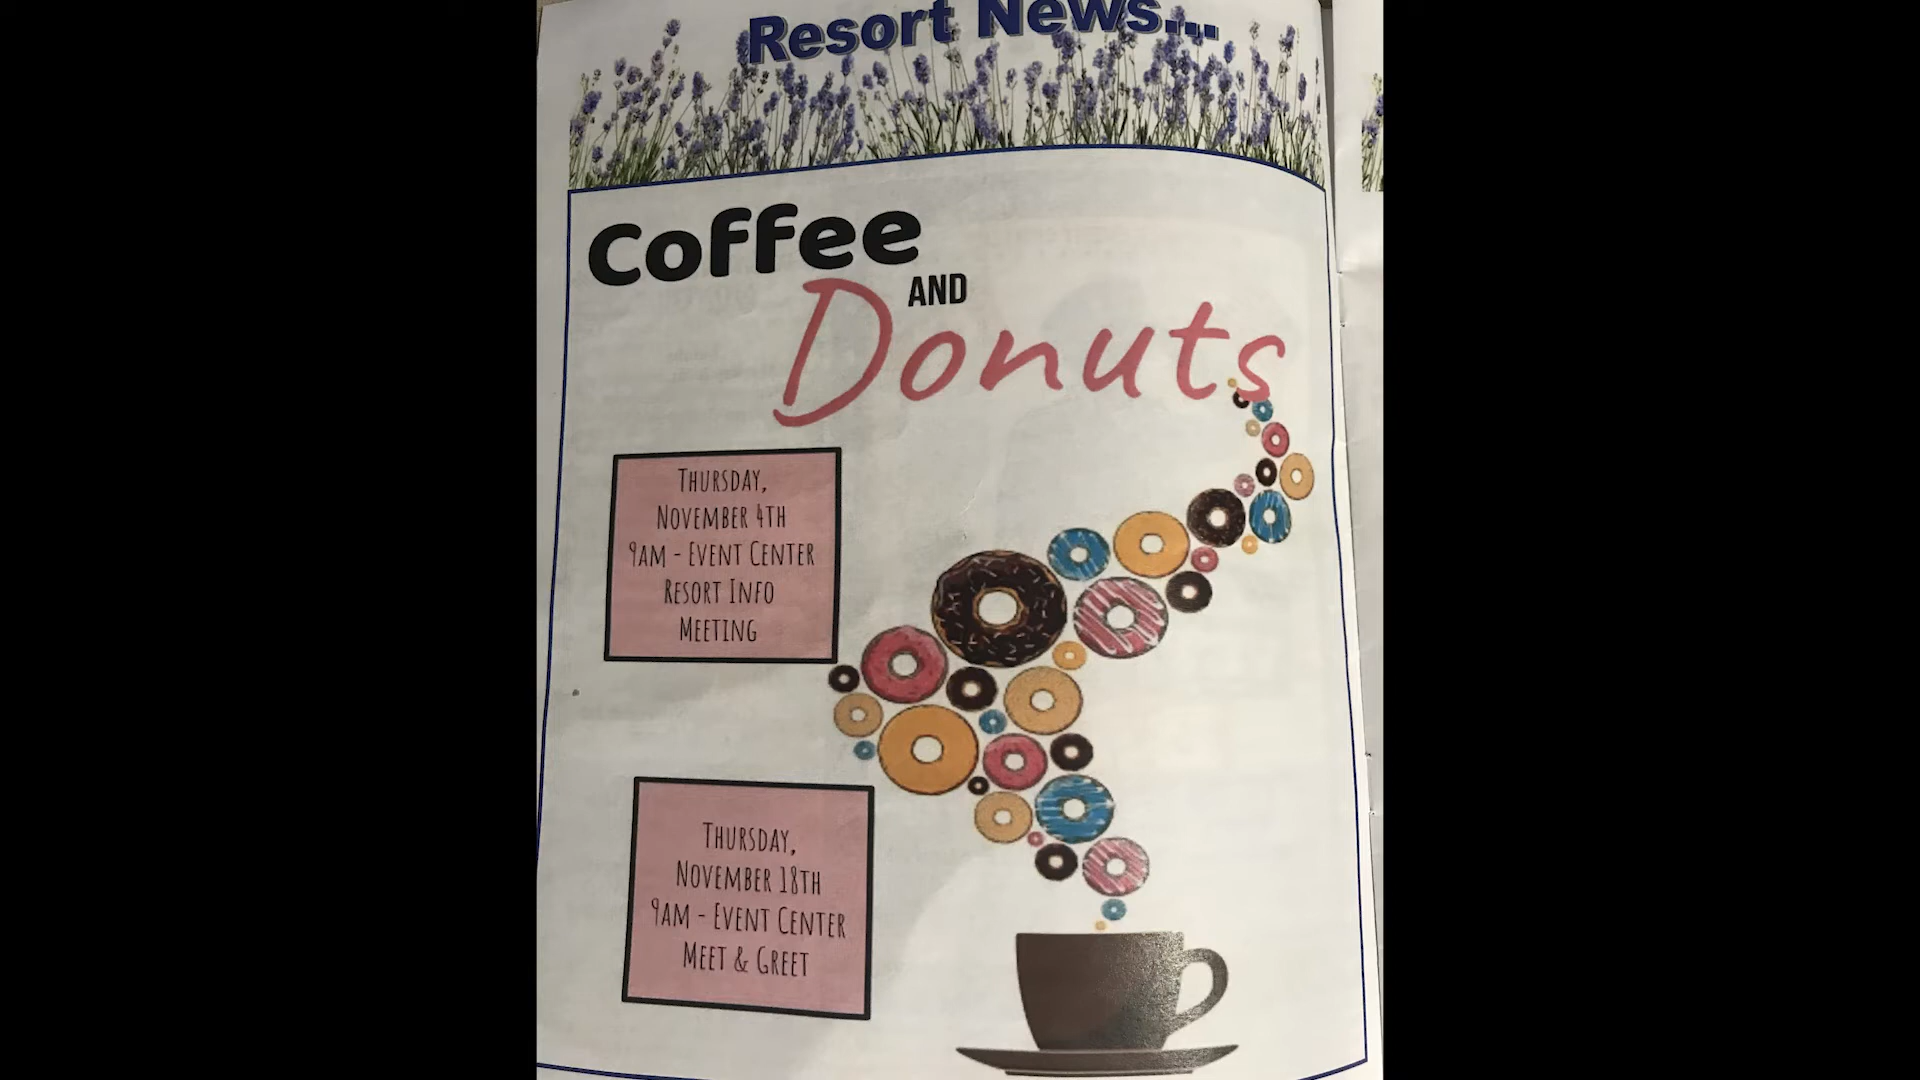 Resort News...
Coffee
AND
Donuts
THURSDAY,
NOVEMBER 4TH
9AM - EVENT CENTER
RESORT INFO
MEETING
THURSDAY,
NOVEMBER 18TH
9AM - EVENT CENTER
MEET & GREET